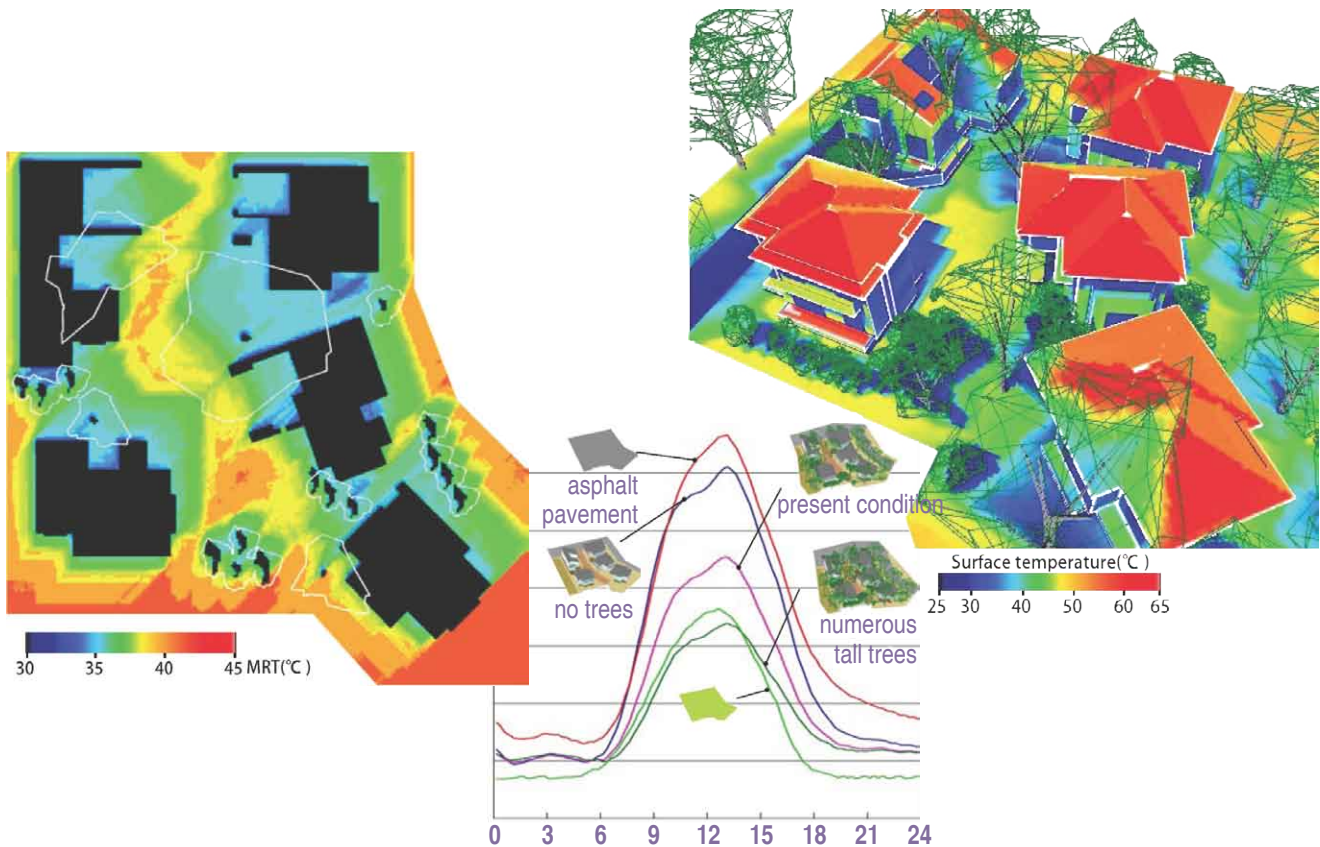 30 35 40 45 MRT(℃)
Surface temperature(℃)
25 30 40 50 60 65
asphalt
pavement
present condition
no trees
numerous
tall trees
0 3 6 9 12 15 18 21 24